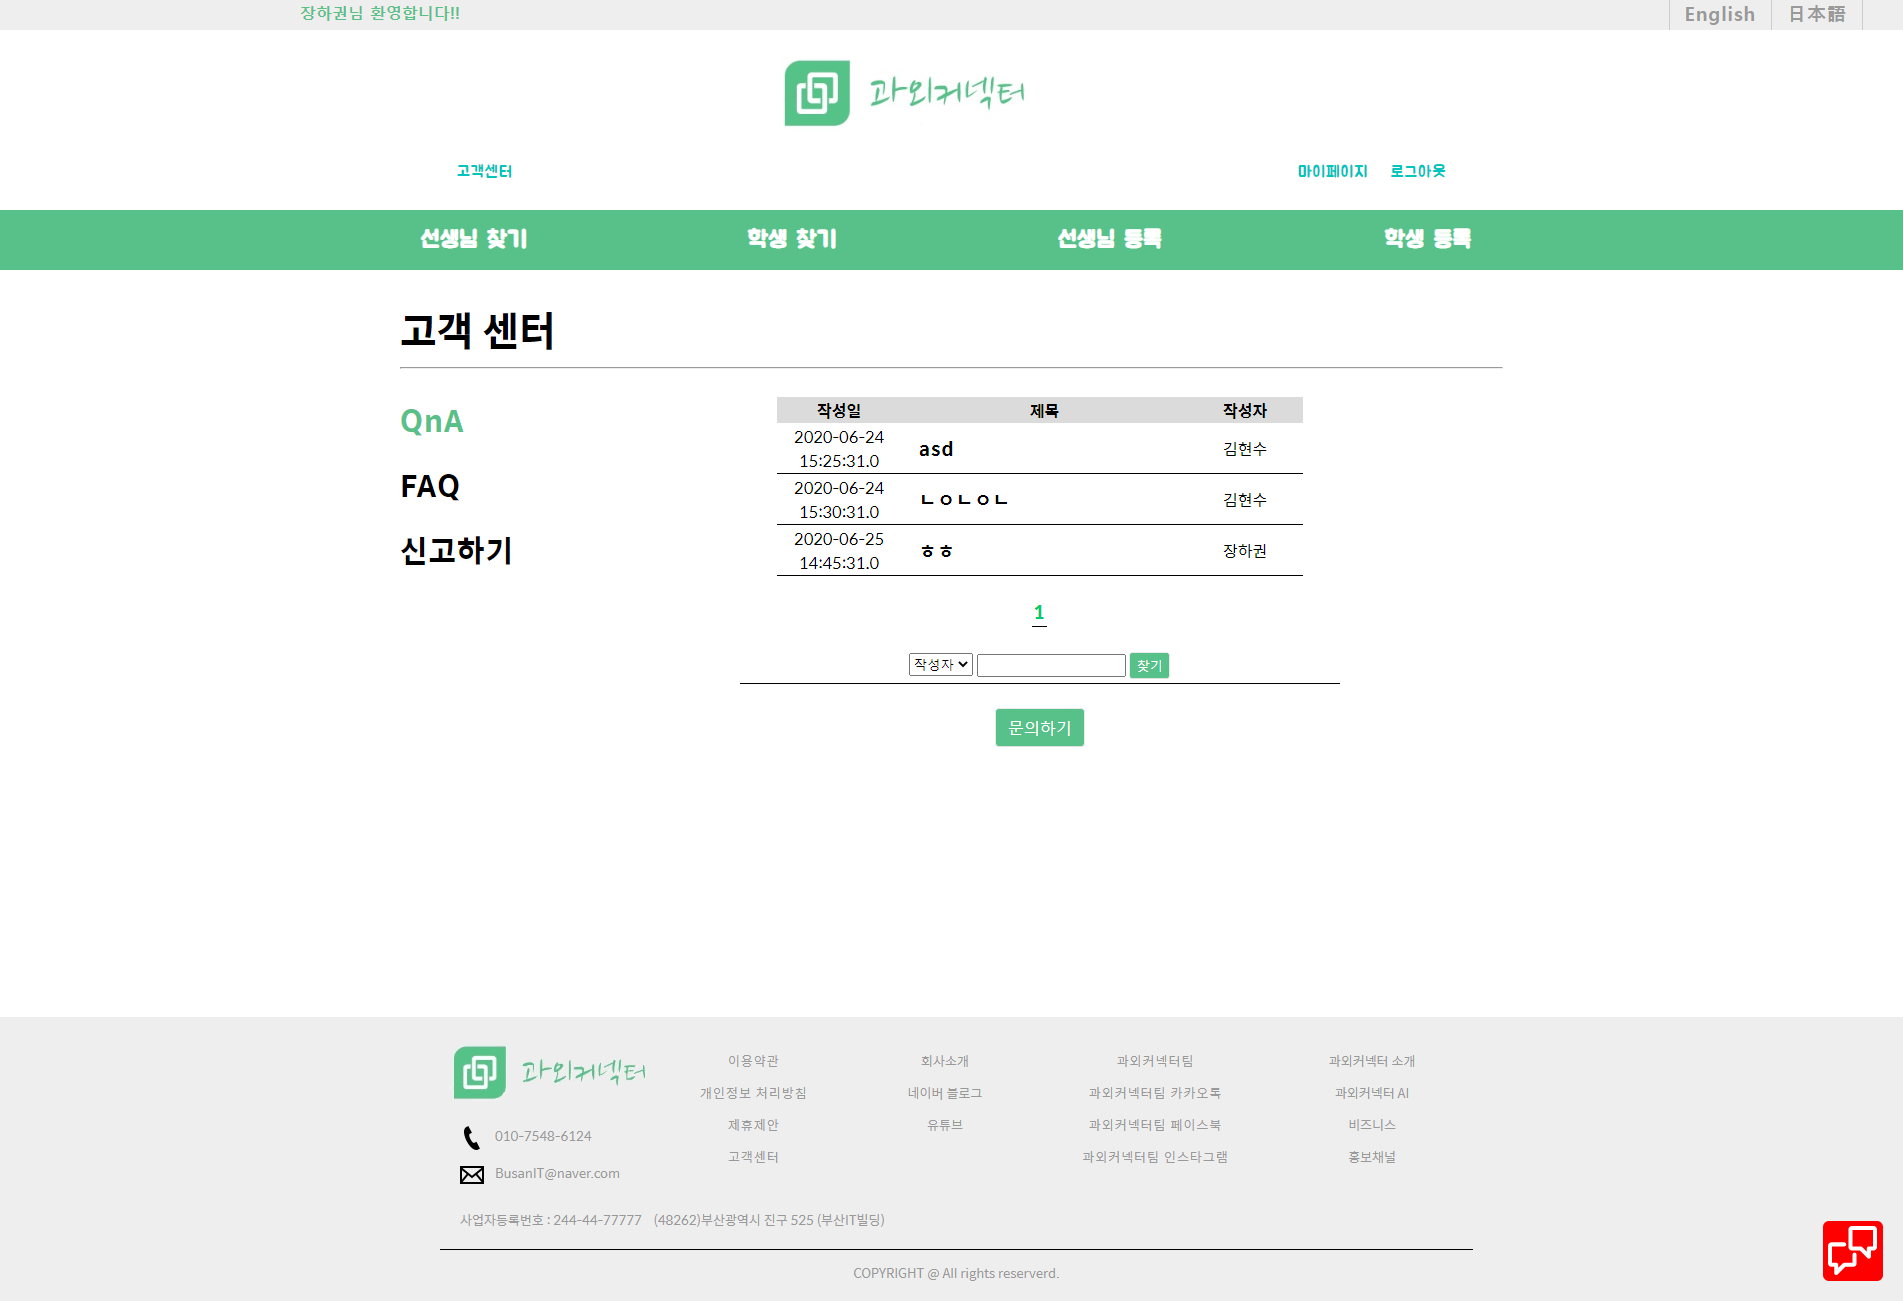 장하권님 환영합니다!!
English 日本語
과외커넥터
고객센터 마이페이지 로그아웃
선생님 찾기 학생 찾기 선생님 등록 학생 등록
고객 센터
QnA
FAQ
신고하기
작성일 제목 작성자
2020-06-24
15:25:31.0
asd 김현수
2020-06-24
15:30:31.0
ㄴㅇㄴㅇㄴ 김현수
2020-06-25
14:45:31.0
ㅎㅎ 장하권
1
작성자 찾기
문의하기
과외커넥터
010-7548-6124
BusanIT@naver.com
이용약관
개인정보 처리방침
제휴제안
고객센터
회사소개
네이버 블로그
유튜브
과외커넥터팀
과외커넥터팀 카카오톡
과외커넥터팀 페이스북
과외커넥터팀 인스타그램
과외커넥터 소개
과외커넥터 AI
비즈니스
홍보채널
사업자등록번호 : 244-44-77777 (48262)부산광역시 진구 525 (부산IT빌딩)
COPYRIGHT @ All rights reserverd.